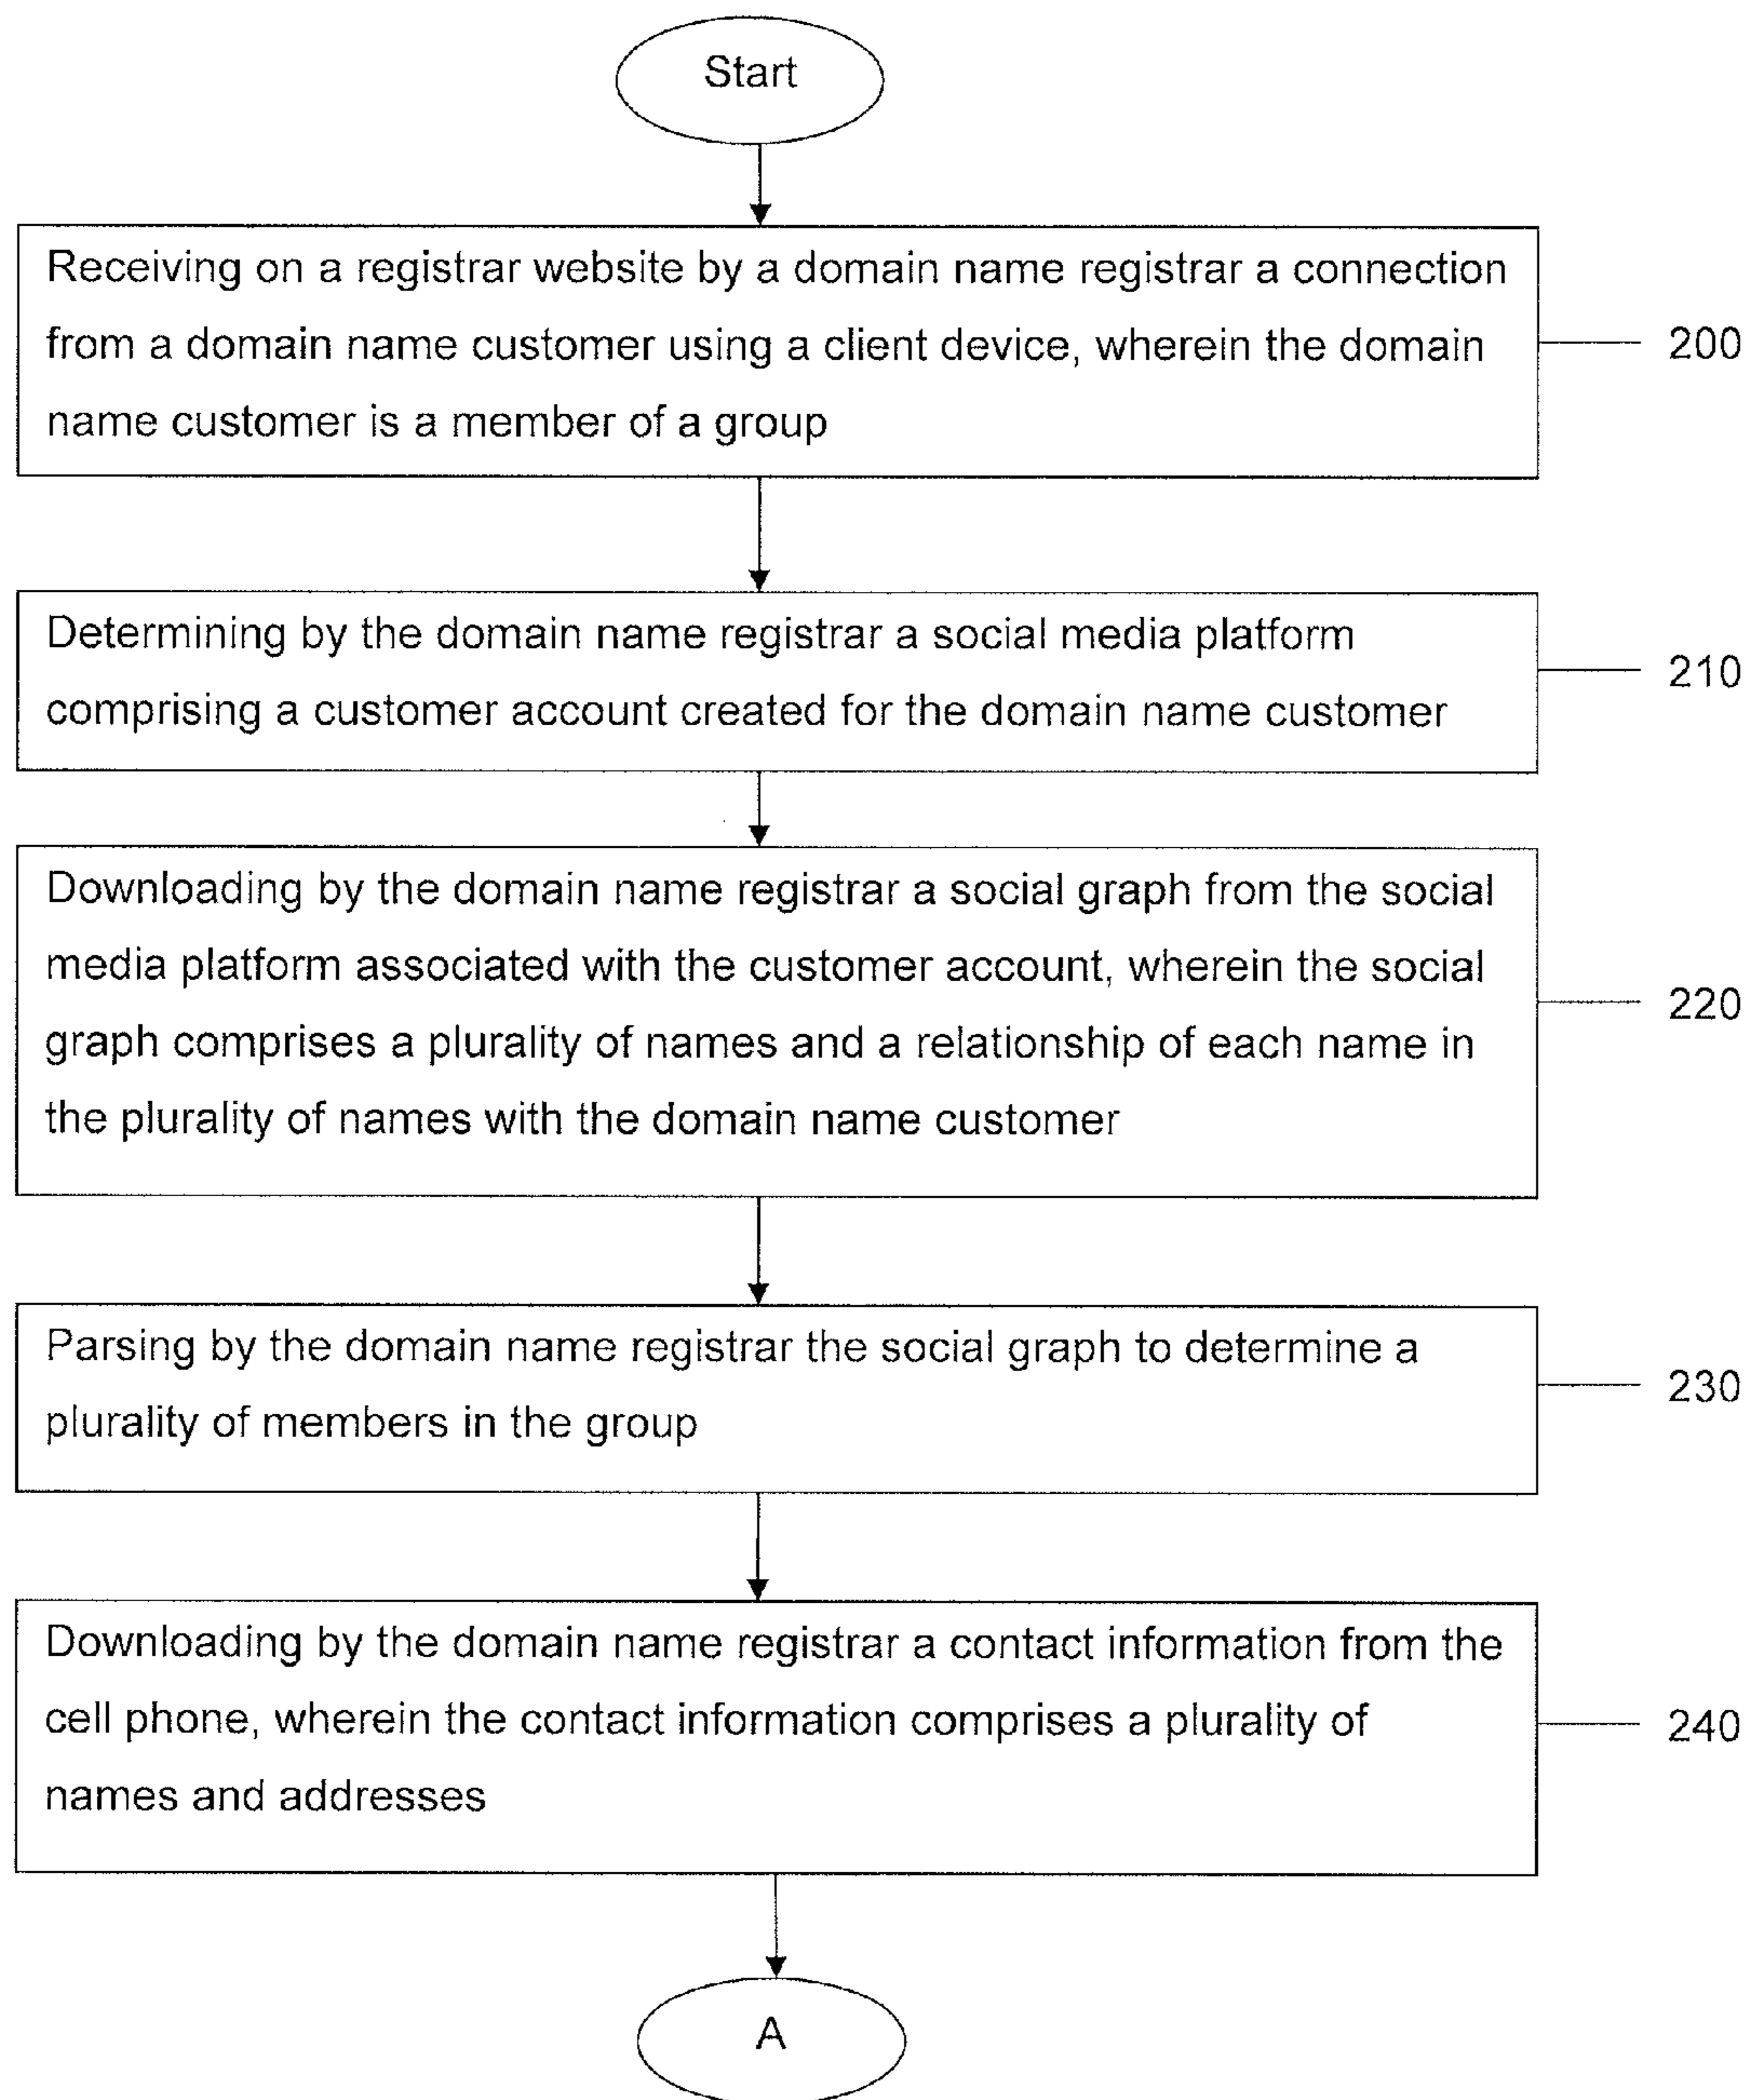 Start
Receiving on a registrar website by a domain name registrar a connection
from a domain name customer using a client device, wherein the domain
name customer is a member of a group
200
Determining by the domain name registrar a social media platform
comprising a customer account created for the domain name customer
210
Downloading by the domain name registrar a social graph from the social
media platform associated with the customer account, wherein the social
graph comprises a plurality of names and a relationship of each name in
the plurality of names with the domain name customer
220
Parsing by the domain name registrar the social graph to determine a
plurality of members in the group
230
Downloading by the domain name registrar a contact information from the
cell phone, wherein the contact information comprises a plurality of
names and addresses
240
A